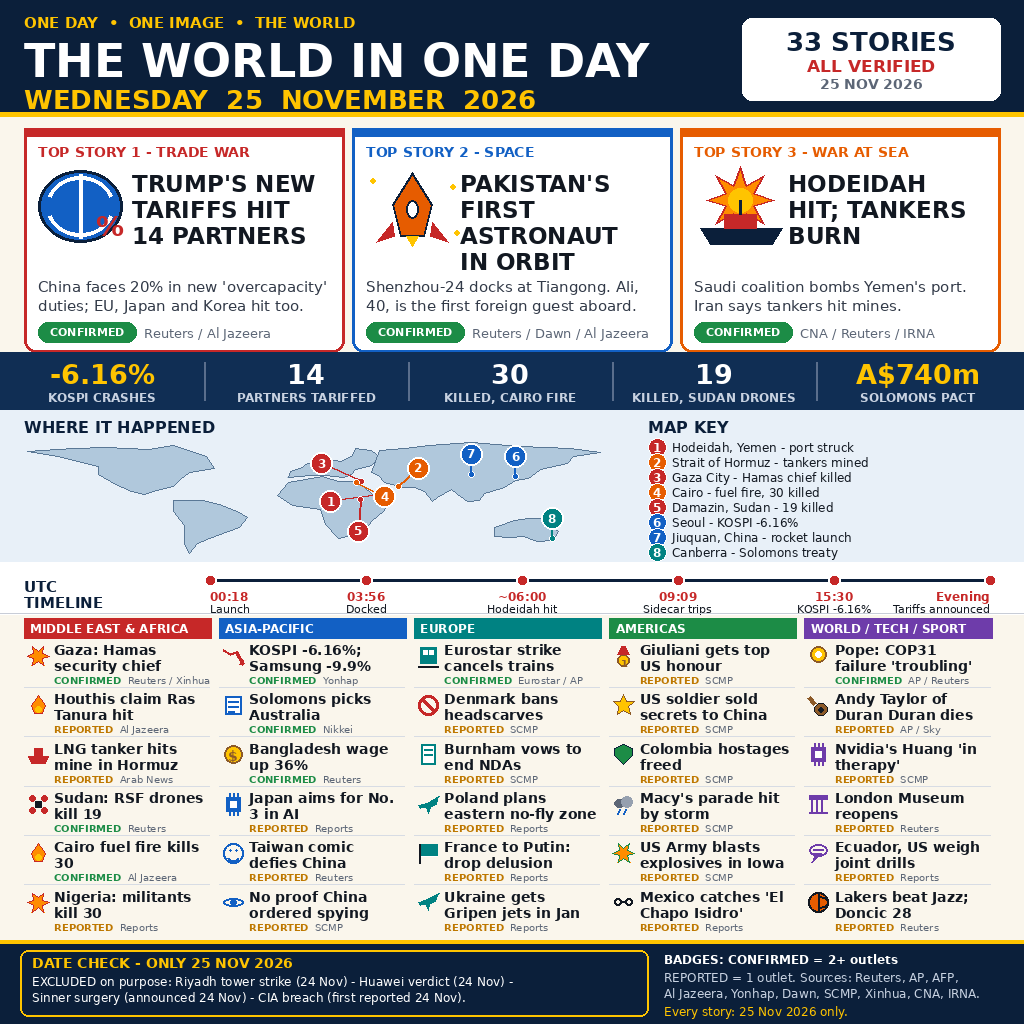 ONE DAY • ONE IMAGE • THE WORLD
THE WORLD IN ONE DAY
WEDNESDAY 25 NOVEMBER 2026
33 STORIES
ALL VERIFIED
25 NOV 2026
TOP STORY 1 - TRADE WAR
%
TRUMP'S NEW
TARIFFS HIT
14 PARTNERS
China faces 20% in new 'overcapacity'
duties; EU, Japan and Korea hit too.
CONFIRMED Reuters / Al Jazeera
TOP STORY 2 - SPACE
PAKISTAN'S
FIRST
ASTRONAUT
IN ORBIT
Shenzhou-24 docks at Tiangong. Ali,
40, is the first foreign guest aboard.
CONFIRMED Reuters / Dawn / Al Jazeera
TOP STORY 3 - WAR AT SEA
HODEIDAH
HIT; TANKERS
BURN
Saudi coalition bombs Yemen's port.
Iran says tankers hit mines.
CONFIRMED CNA / Reuters / IRNA
-6.16%
KOSPI CRASHES
14
PARTNERS TARIFFED
30
KILLED, CAIRO FIRE
19
KILLED, SUDAN DRONES
A$740m
SOLOMONS PACT
WHERE IT HAPPENED
3
2
7
6
1
4
5
8
MAP KEY
1 Hodeidah, Yemen - port struck
2 Strait of Hormuz - tankers mined
3 Gaza City - Hamas chief killed
4 Cairo - fuel fire, 30 killed
5 Damazin, Sudan - 19 killed
6 Seoul - KOSPI -6.16%
7 Jiuquan, China - rocket launch
8 Canberra - Solomons treaty
UTC
TIMELINE
00:18
Launch
03:56
Docked
~06:00
Hodeidah hit
09:09
Sidecar trips
15:30
KOSPI -6.16%
Evening
Tariffs announced
MIDDLE EAST & AFRICA
Gaza: Hamas
security chief
CONFIRMED Reuters / Xinhua
Houthis claim Ras
Tanura hit
REPORTED Al Jazeera
LNG tanker hits
mine in Hormuz
REPORTED Arab News
Sudan: RSF drones
kill 19
CONFIRMED Reuters
Cairo fuel fire kills
30
CONFIRMED Al Jazeera
Nigeria: militants
kill 30
REPORTED Reports
ASIA-PACIFIC
KOSPI -6.16%;
Samsung -9.9%
CONFIRMED Yonhap
Solomons picks
Australia
CONFIRMED Nikkei
$
Bangladesh wage
up 36%
CONFIRMED Reuters
Japan aims for No.
3 in AI
REPORTED Reports
Taiwan comic
defies China
REPORTED Reuters
No proof China
ordered spying
REPORTED SCMP
EUROPE
Eurostar strike
cancels trains
CONFIRMED Eurostar / AP
Denmark bans
headscarves
REPORTED SCMP
Burnham vows to
end NDAs
REPORTED SCMP
Poland plans
eastern no-fly zone
REPORTED Reports
France to Putin:
drop delusion
REPORTED Reports
Ukraine gets
Gripen jets in Jan
REPORTED Reports
AMERICAS
1
Giuliani gets top
US honour
REPORTED SCMP
US soldier sold
secrets to China
REPORTED SCMP
Colombia hostages
freed
REPORTED SCMP
Macy's parade hit
by storm
REPORTED SCMP
US Army blasts
explosives in Iowa
REPORTED SCMP
Mexico catches 'El
Chapo Isidro'
REPORTED Reports
WORLD / TECH / SPORT
Pope: COP31
failure 'troubling'
CONFIRMED AP / Reuters
Andy Taylor of
Duran Duran dies
REPORTED AP / Sky
Nvidia's Huang 'in
therapy'
REPORTED SCMP
London Museum
reopens
REPORTED Reuters
Ecuador, US weigh
joint drills
REPORTED Reports
Lakers beat Jazz;
Doncic 28
REPORTED Reuters
DATE CHECK - ONLY 25 NOV 2026
EXCLUDED on purpose: Riyadh tower strike (24 Nov) - Huawei verdict (24 Nov) -
Sinner surgery (announced 24 Nov) - CIA breach (first reported 24 Nov).
BADGES: CONFIRMED = 2+ outlets
REPORTED = 1 outlet. Sources: Reuters, AP, AFP,
Al Jazeera, Yonhap, Dawn, SCMP, Xinhua, CNA, IRNA.
Every story: 25 Nov 2026 only.